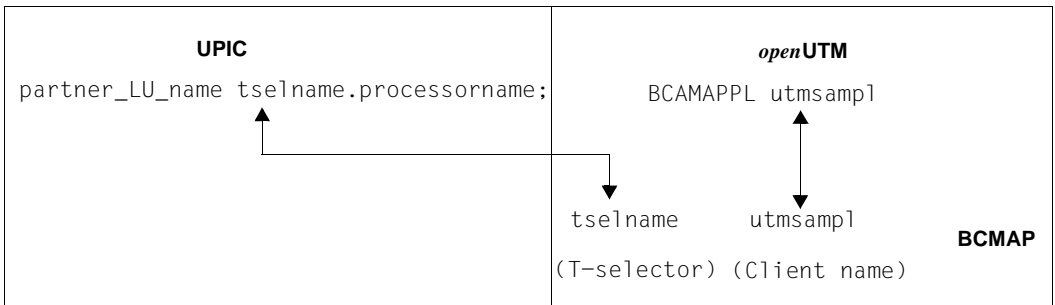 UPIC
openUTM
partner_LU_name tselname.processorname;
BCAMAPPL utmsampl
tselname utmsampl
BCMAP
(T-selector) (Client name)